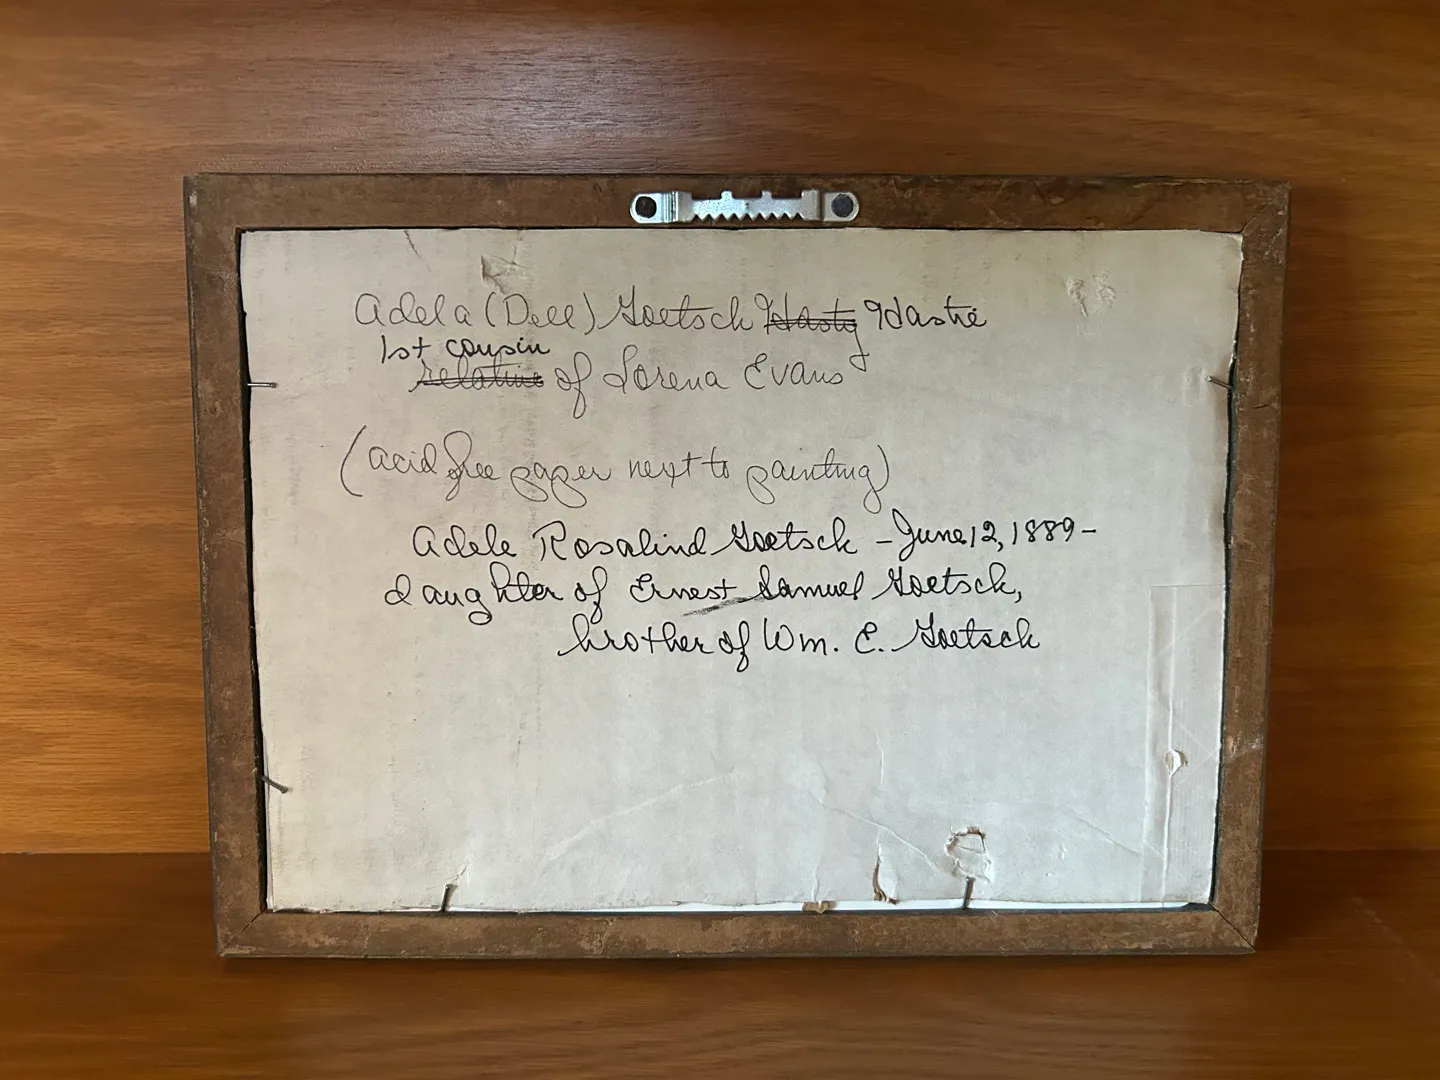 Adela (Dell) Goetsch Hasty Hastie
1st cousin
relative of Lorena Evans
(acid free paper next to painting)
Adele Rosalind Goetsch – June 12, 1889 –
daughter of Ernest Samuel Goetsch,
brother of Wm. E. Goetsch